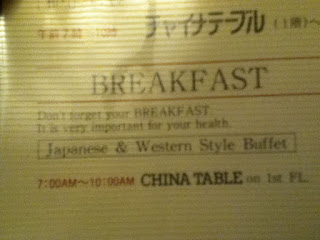 チャイナテーブル
BREAKFAST
Don't forget your BREAKFAST.
It is very important for your health.
Japanese & Western Style Buffet
7:00AM～10:00AM CHINA TABLE on 1st FL.